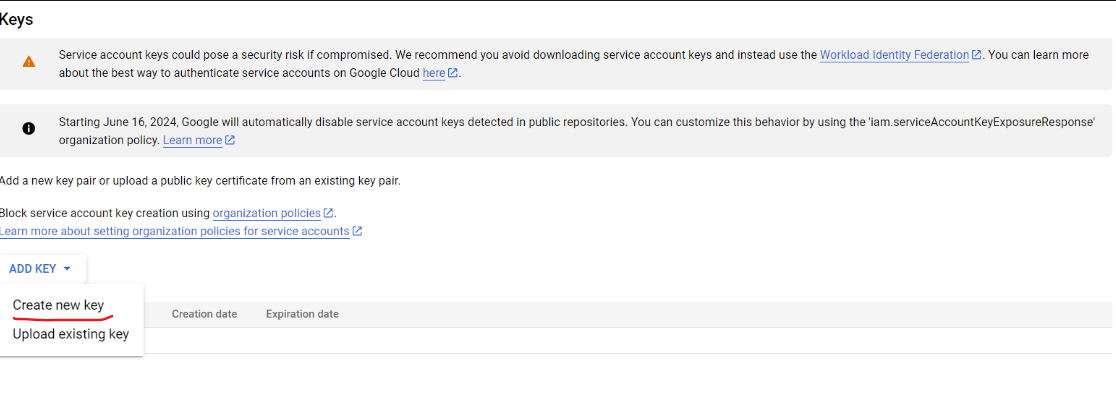 Keys
Service account keys could pose a security risk if compromised. We recommend you avoid downloading service account keys and instead use the Workload Identity Federation. You can learn more
about the best way to authenticate service accounts on Google Cloud here.
Starting June 16, 2024, Google will automatically disable service account keys detected in public repositories. You can customize this behavior by using the 'iam.serviceAccountKeyExposureResponse'
organization policy. Learn more
Add a new key pair or upload a public key certificate from an existing key pair.
Block service account key creation using organization policies.
Learn more about setting organization policies for service accounts
ADD KEY
Create new key
Creation date Expiration date
Upload existing key